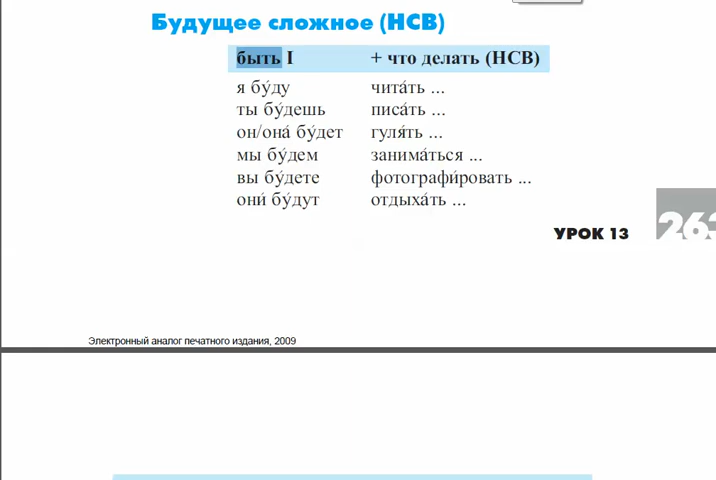 Будущее сложное (НСВ)
быть I + что делать (НСВ)
я бу́ду чита́ть ...
ты бу́дешь писа́ть ...
он/она́ бу́дет гуля́ть ...
мы бу́дем занима́ться ...
вы бу́дете фотографи́ровать ...
они́ бу́дут отдыха́ть ...
УРОК 13 263
Электронный аналог печатного издания, 2009